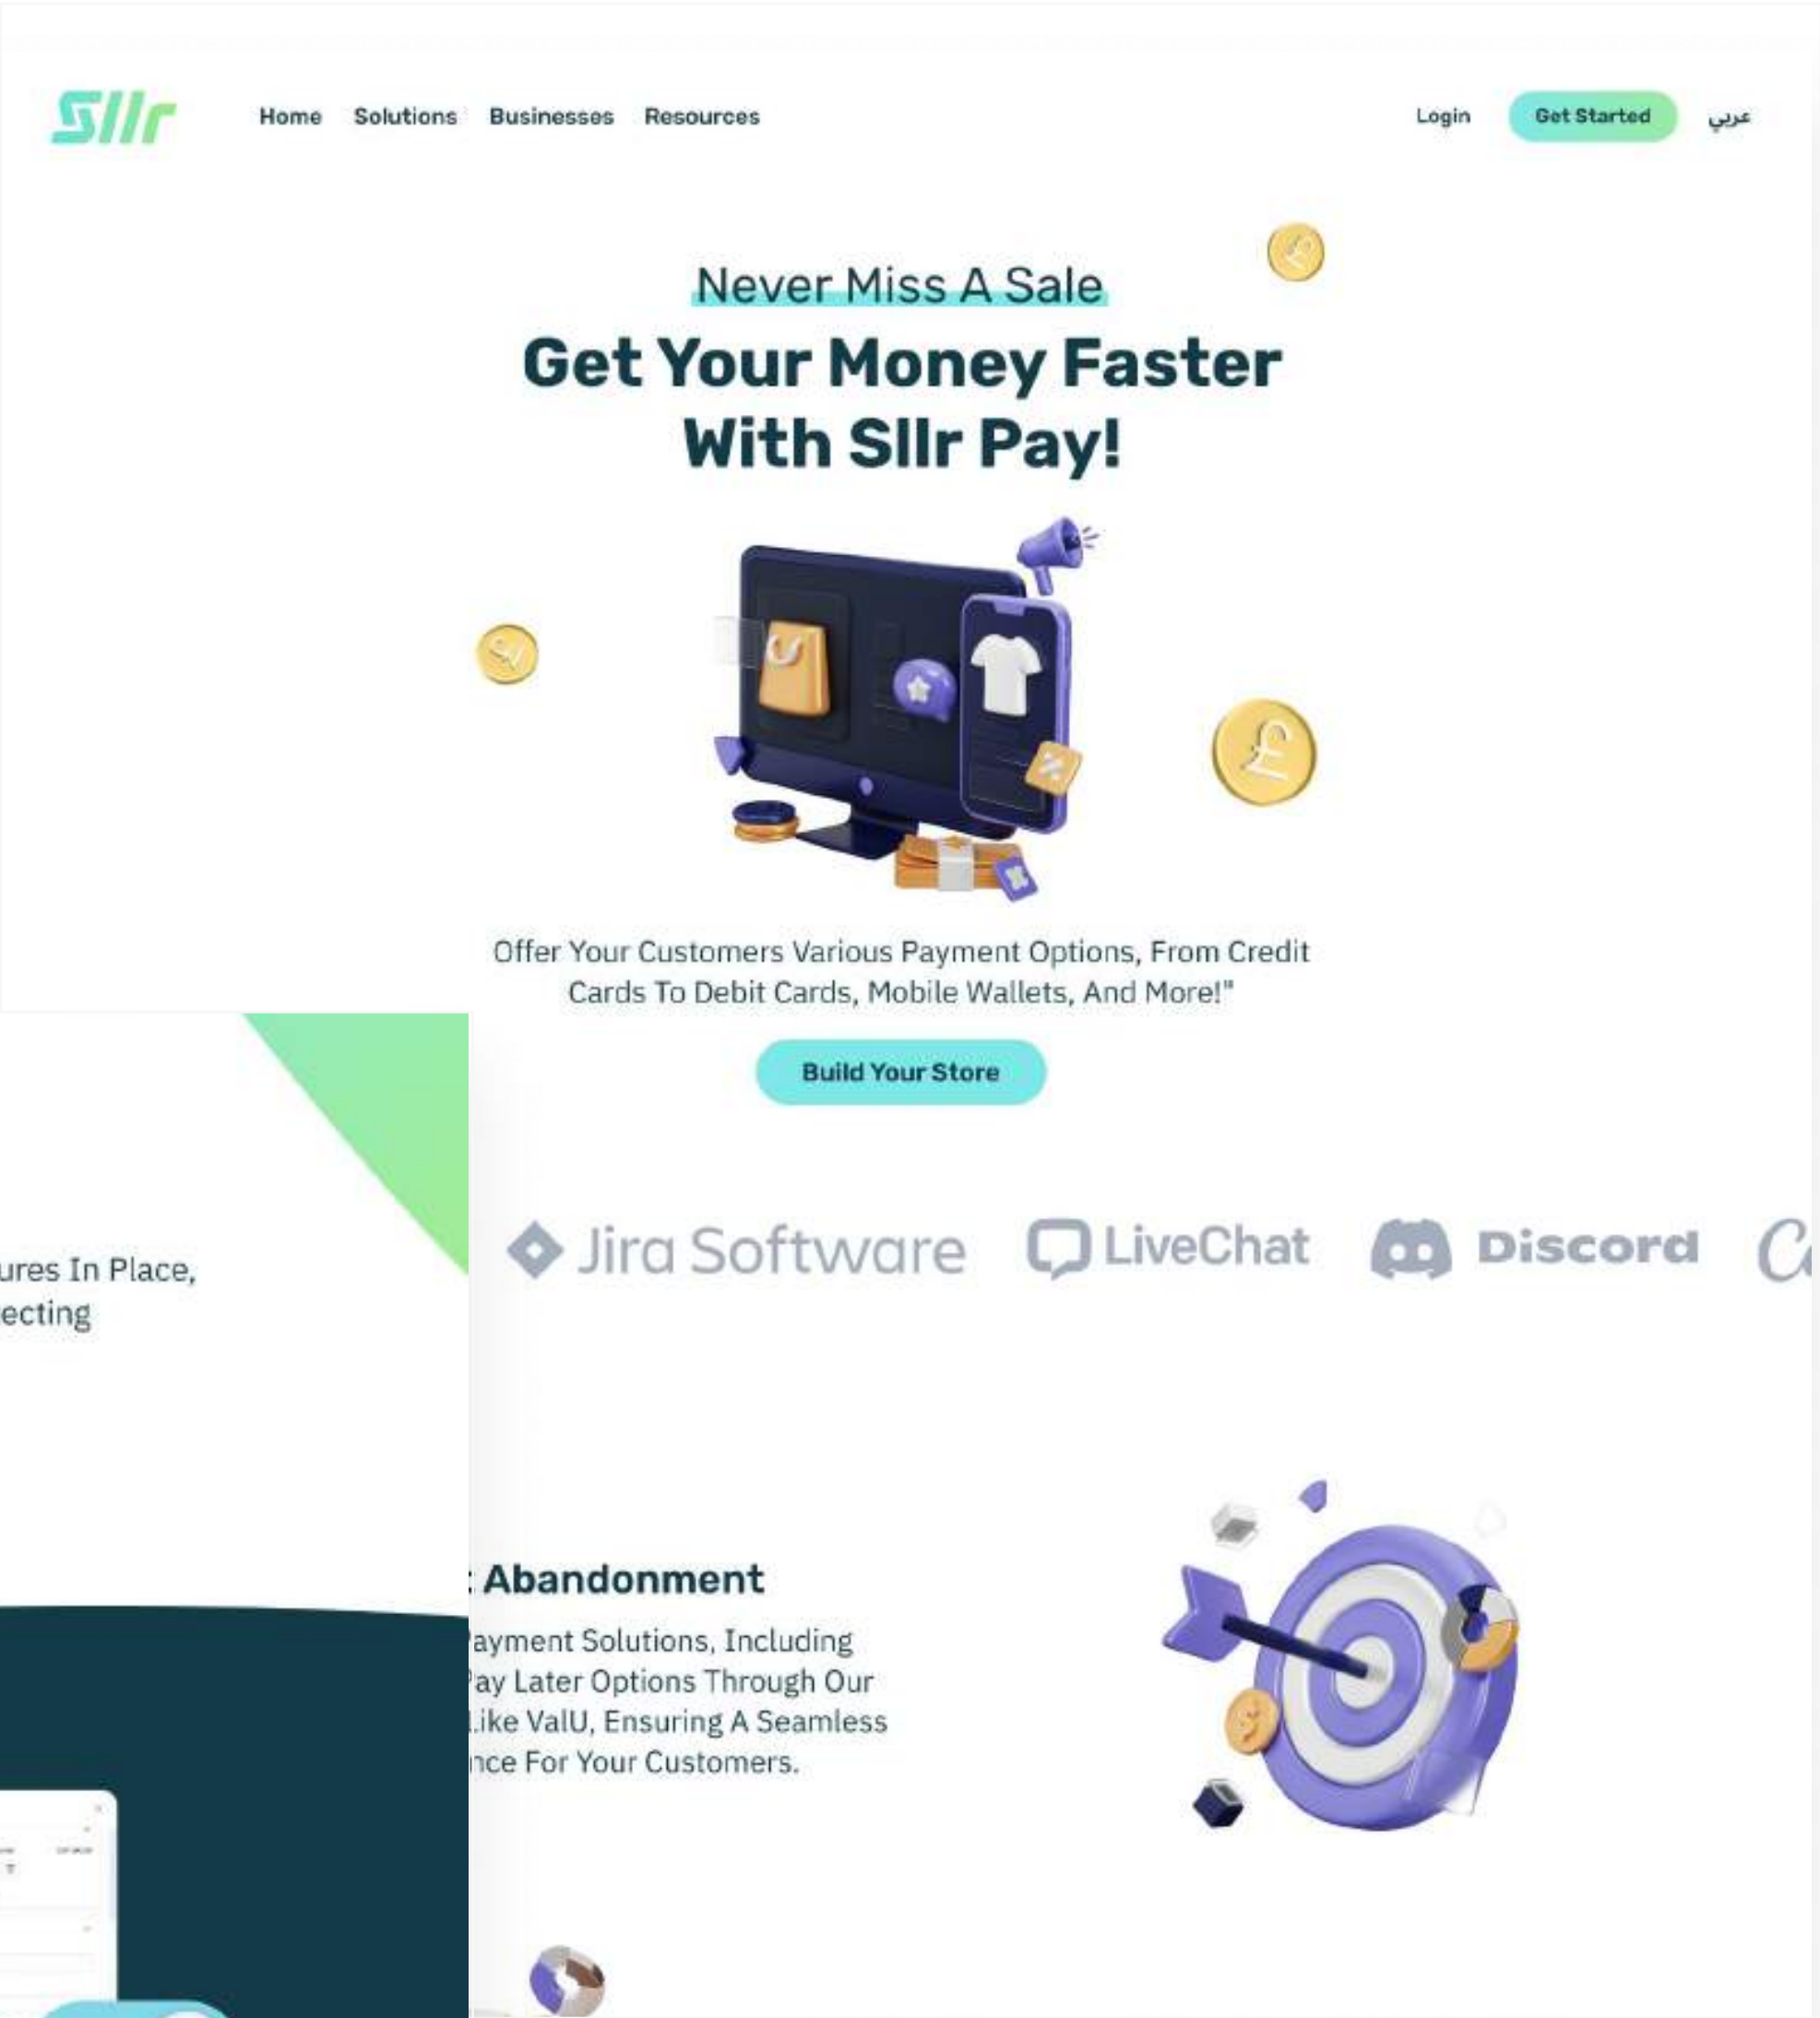 Sllr
Home Solutions Businesses Resources
Login Get Started عربي
Never Miss A Sale
Get Your Money Faster
With Sllr Pay!
Offer Your Customers Various Payment Options, From Credit
Cards To Debit Cards, Mobile Wallets, And More!"
Build Your Store
Jira Software LiveChat Discord
ures In Place,
ecting
Abandonment
ayment Solutions, Including
Pay Later Options Through Our
Like ValU, Ensuring A Seamless
nce For Your Customers.